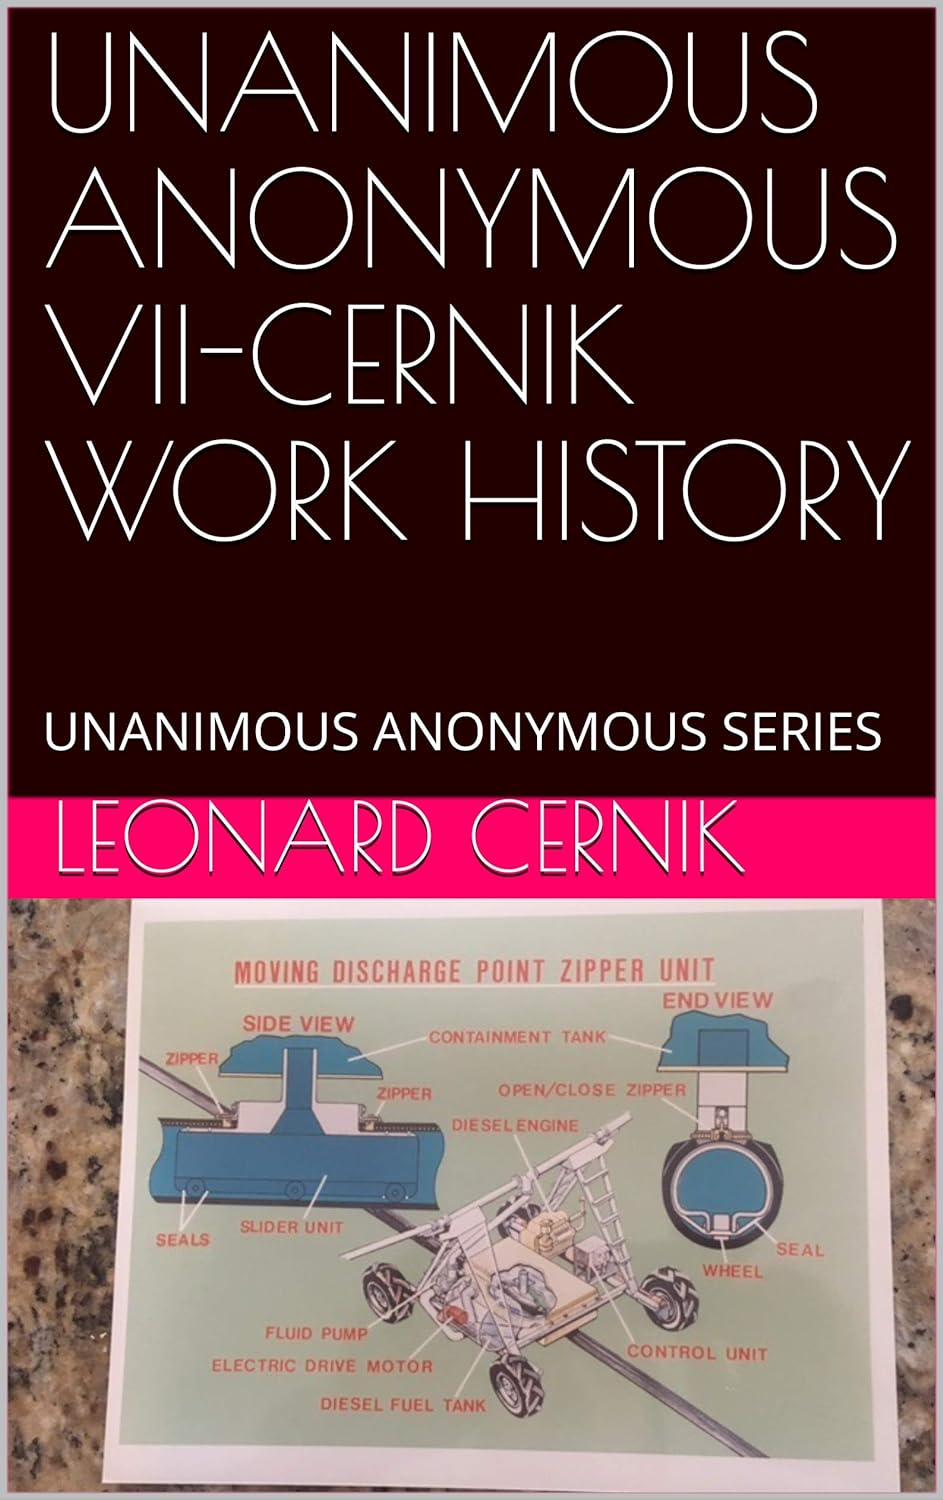 UNANIMOUS
ANONYMOUS
VII-CERNIK
WORK HISTORY
UNANIMOUS ANONYMOUS SERIES
LEONARD CERNIK
MOVING DISCHARGE POINT ZIPPER UNIT
END VIEW
SIDE VIEW
CONTAINMENT TANK
ZIPPER
OPEN/CLOSE ZIPPER
ZIPPER
DIESEL ENGINE
SEALS
SLIDER UNIT
SEAL
WHEEL
FLUID PUMP
CONTROL UNIT
ELECTRIC DRIVE MOTOR
DIESEL FUEL TANK